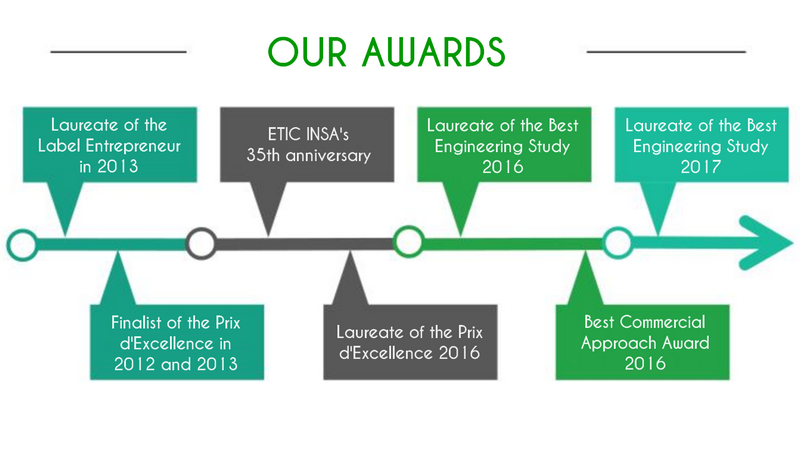 OUR AWARDS
Laureate of the
Label Entrepreneur
in 2013
ETIC INSA's
35th anniversary
Laureate of the Best
Engineering Study
2016
Laureate of the Best
Engineering Study
2017
Finalist of the Prix
d'Excellence in
2012 and 2013
Laureate of the Prix
d'Excellence 2016
Best Commercial
Approach Award
2016